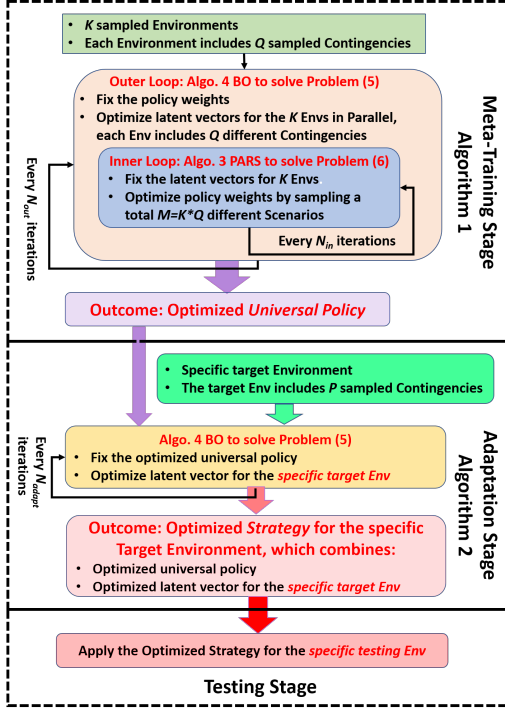 • K sampled Environments
• Each Environment includes Q sampled Contingencies
Outer Loop: Algo. 4 BO to solve Problem (5)
• Fix the policy weights
• Optimize latent vectors for the K Envs in Parallel,
each Env includes Q different Contingencies
Inner Loop: Algo. 3 PARS to solve Problem (6)
• Fix the latent vectors for K Envs
• Optimize policy weights by sampling a
total M=K*Q different Scenarios
Every N_in iterations
Every N_out
iterations
Meta-Training Stage
Algorithm 1
Outcome: Optimized Universal Policy
• Specific target Environment
• The target Env includes P sampled Contingencies
Algo. 4 BO to solve Problem (5)
• Fix the optimized universal policy
• Optimize latent vector for the specific target Env
Every N_adapt
iterations
Adaptation Stage
Algorithm 2
Outcome: Optimized Strategy for the specific
Target Environment, which combines:
• Optimized universal policy
• Optimized latent vector for the specific target Env
Apply the Optimized Strategy for the specific testing Env
Testing Stage